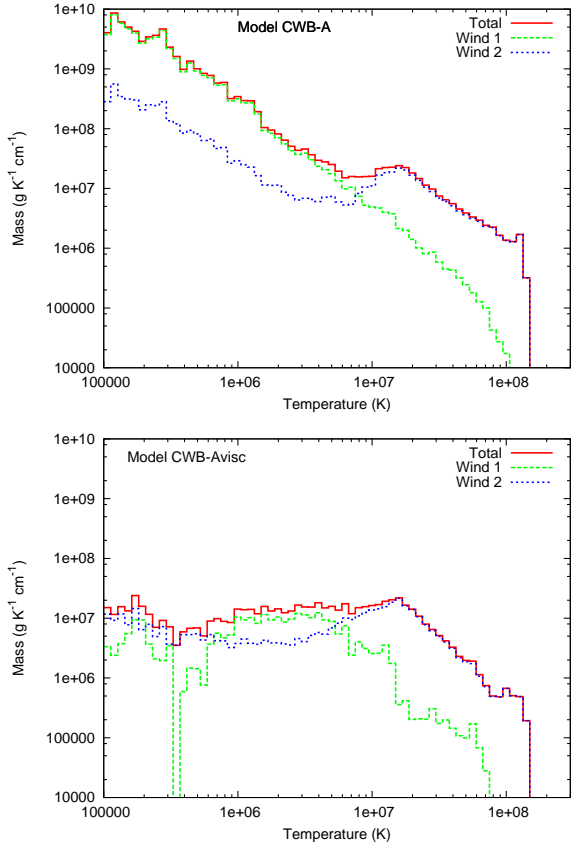 Model CWB-A
Total
Wind 1
Wind 2
1e+10
1e+09
1e+08
1e+07
1e+06
100000
10000
Mass (g K⁻¹ cm⁻¹)
100000
1e+06
1e+07
1e+08
Temperature (K)
Model CWB-Avisc
Total
Wind 1
Wind 2
1e+10
1e+09
1e+08
1e+07
1e+06
100000
10000
Mass (g K⁻¹ cm⁻¹)
100000
1e+06
1e+07
1e+08
Temperature (K)